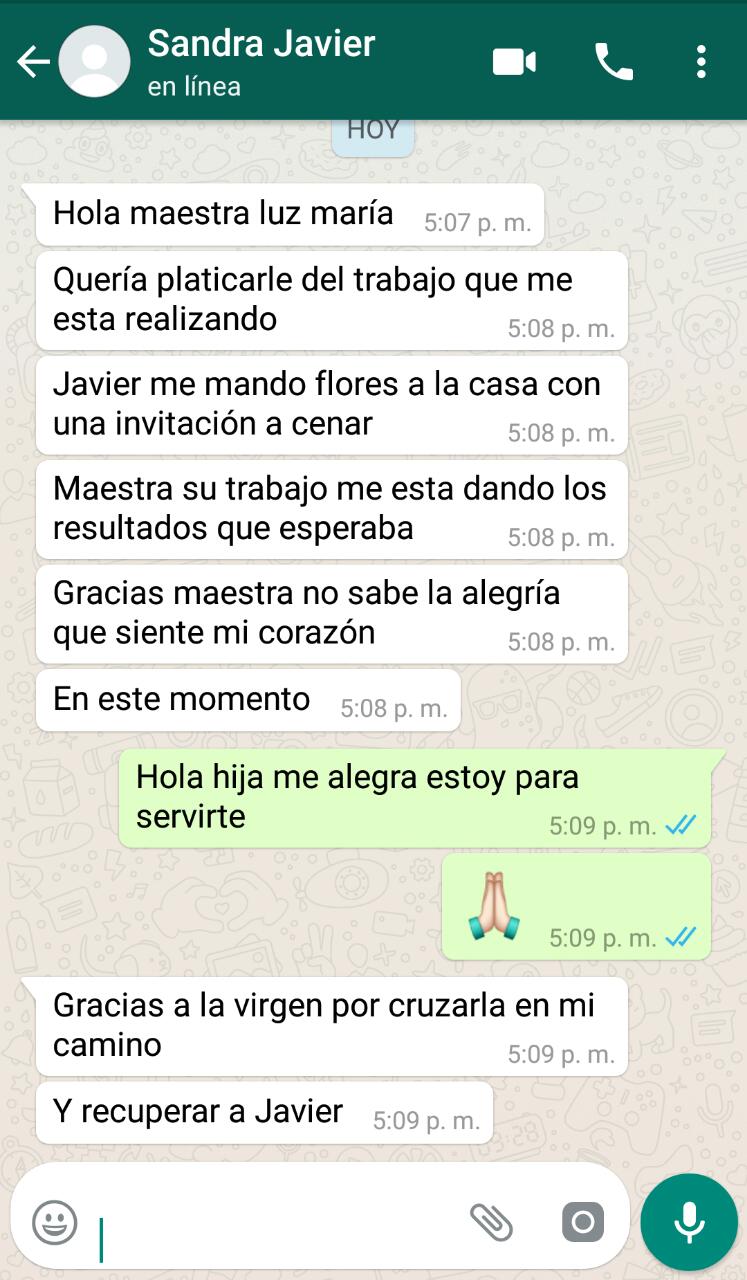 Sandra Javier
en línea
HOY
Hola maestra luz maría
5:07 p. m.
Quería platicarle del trabajo que me
esta realizando
5:08 p. m.
Javier me mando flores a la casa con
una invitación a cenar
5:08 p. m.
Maestra su trabajo me esta dando los
resultados que esperaba
5:08 p. m.
Gracias maestra no sabe la alegría
que siente mi corazón
5:08 p. m.
En este momento
5:08 p. m.
Hola hija me alegra estoy para
servirte
5:09 p. m.
5:09 p. m.
Gracias a la virgen por cruzarla en mi
camino
5:09 p. m.
Y recuperar a Javier
5:09 p. m.